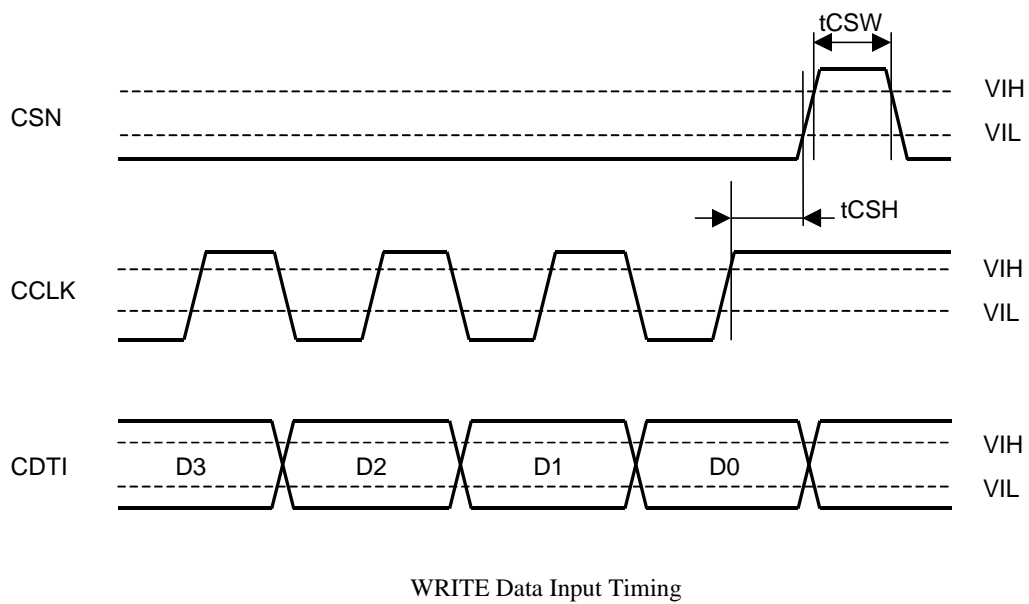 tCSW
VIH
CSN
VIL
tCSH
VIH
CCLK
VIL
VIH
CDTI D3 D2 D1 D0
VIL
WRITE Data Input Timing